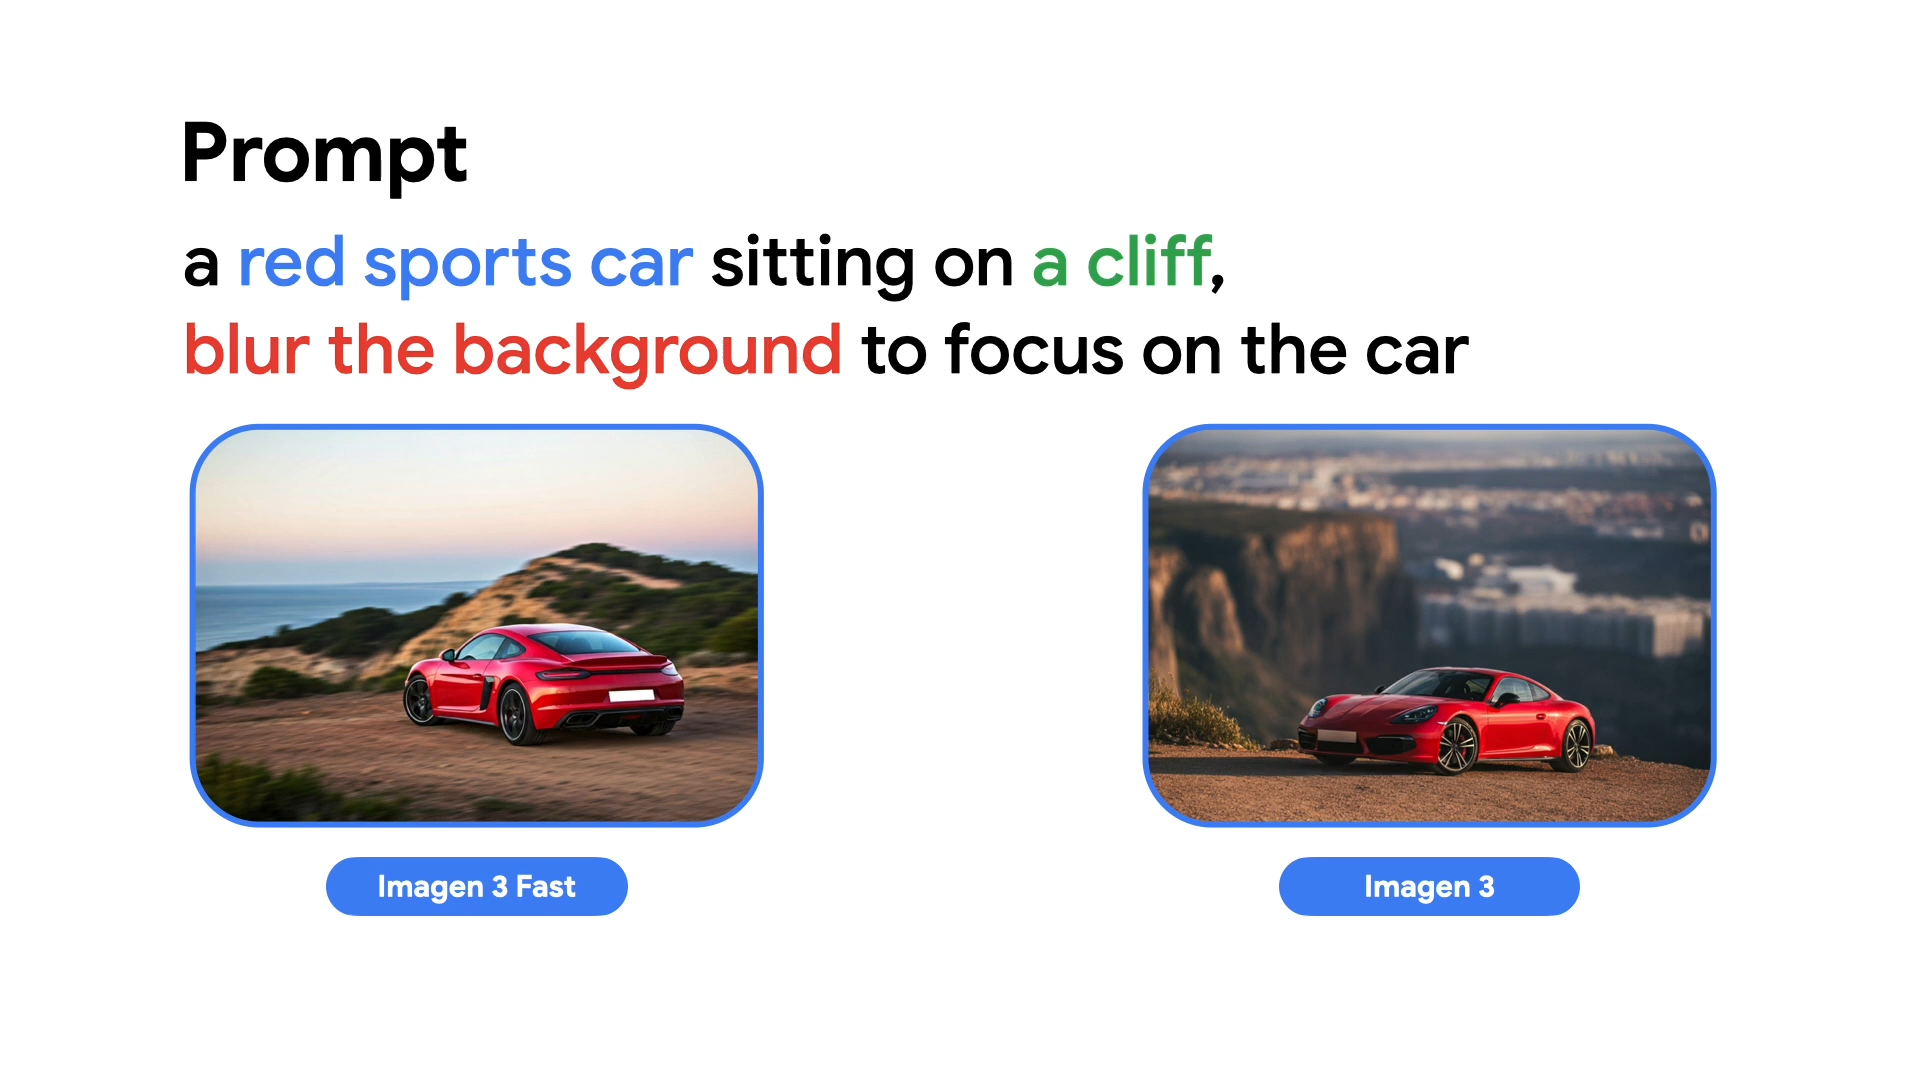 Prompt
a red sports car sitting on a cliff,
blur the background to focus on the car
Imagen 3 Fast
Imagen 3